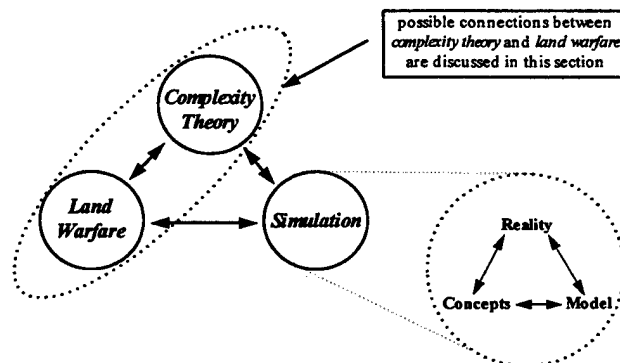 possible connections between
complexity theory and land warfare
are discussed in this section
Complexity
Theory
Land
Warfare
Simulation
Reality
Concepts
Model